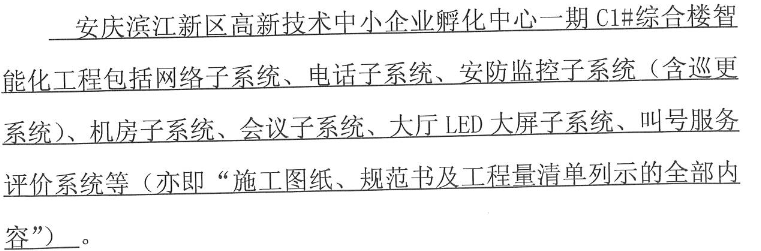 安庆滨江新区高新技术中小企业孵化中心一期 C1#综合楼智
能化工程包括网络子系统、电话子系统、安防监控子系统（含巡更
系统）、机房子系统、会议子系统、大厅 LED 大屏子系统、叫号服务
评价系统等（亦即“施工图纸、规范书及工程量清单列示的全部内
容”）。